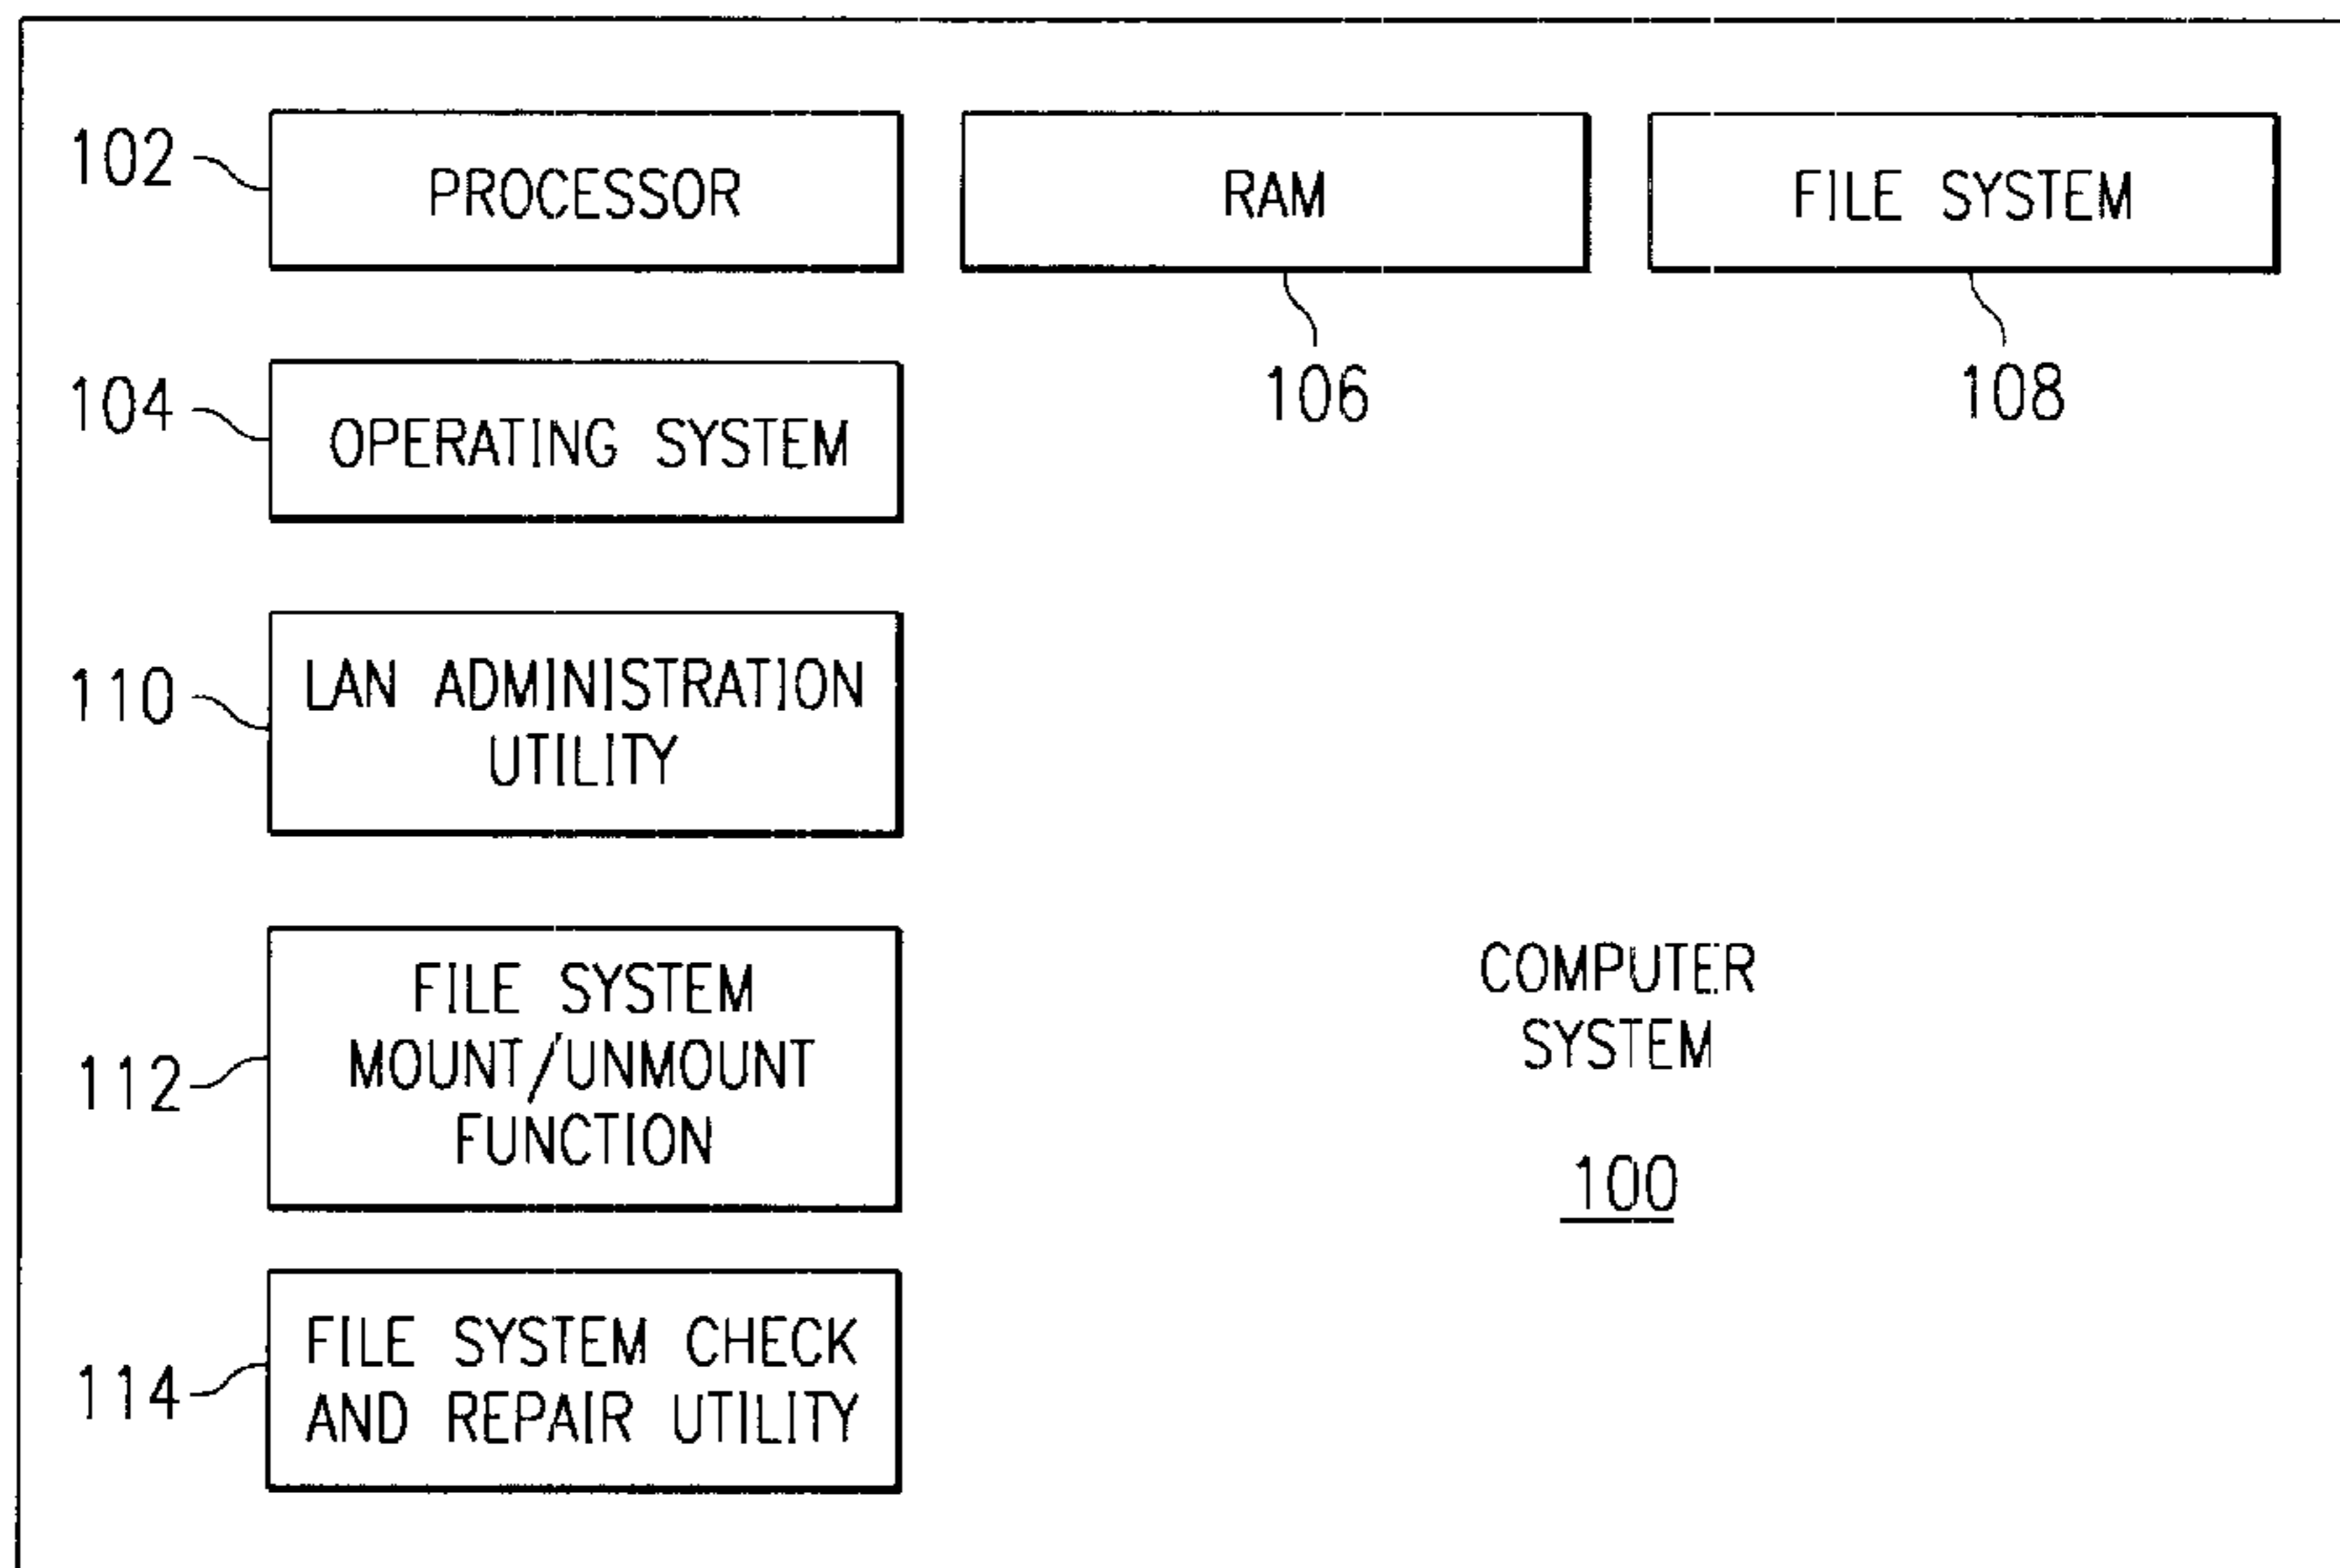 102
PROCESSOR
RAM
FILE SYSTEM
106
108
104
OPERATING SYSTEM
110
LAN ADMINISTRATION
UTILITY
112
FILE SYSTEM
MOUNT/UNMOUNT
FUNCTION
COMPUTER
SYSTEM
100
114
FILE SYSTEM CHECK
AND REPAIR UTILITY